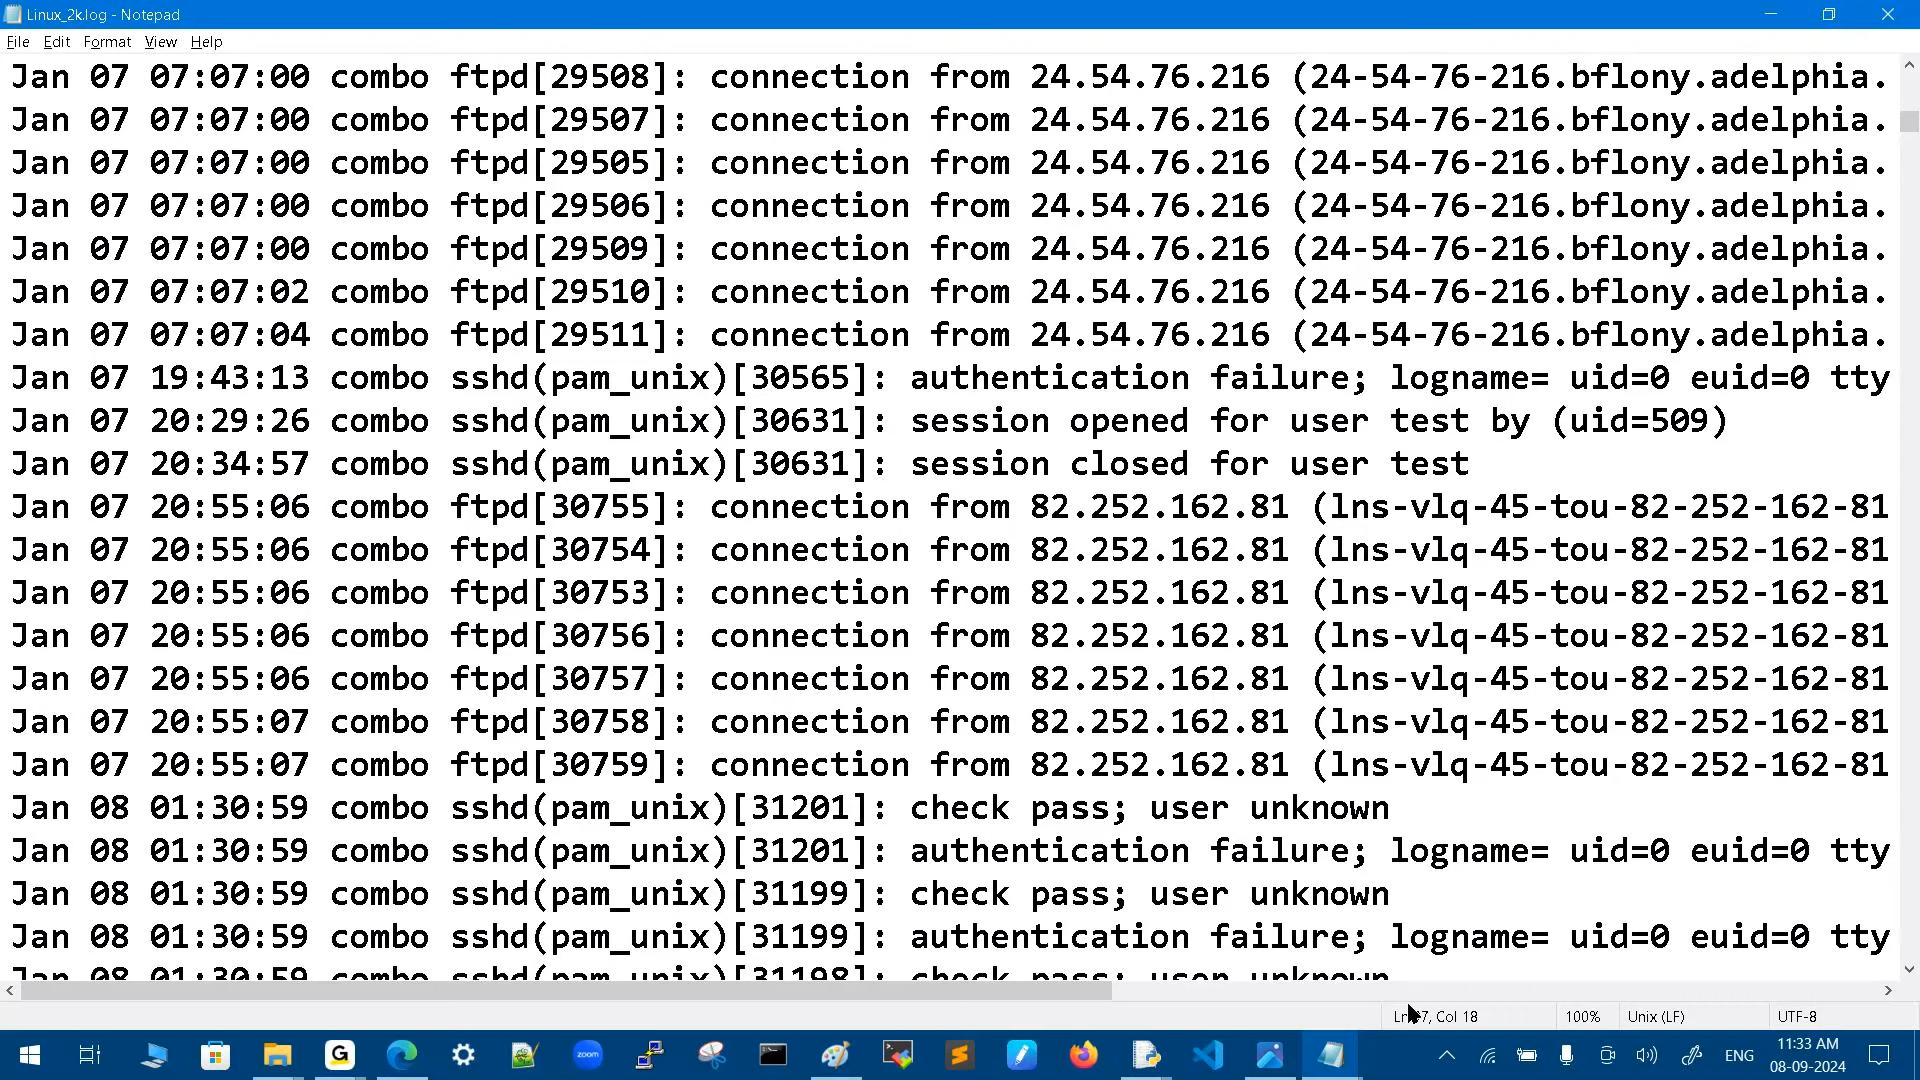 Linux_2k.log - Notepad
File Edit Format View Help
Jan 07 07:07:00 combo ftpd[29508]: connection from 24.54.76.216 (24-54-76-216.bflony.adelphia.
Jan 07 07:07:00 combo ftpd[29507]: connection from 24.54.76.216 (24-54-76-216.bflony.adelphia.
Jan 07 07:07:00 combo ftpd[29505]: connection from 24.54.76.216 (24-54-76-216.bflony.adelphia.
Jan 07 07:07:00 combo ftpd[29506]: connection from 24.54.76.216 (24-54-76-216.bflony.adelphia.
Jan 07 07:07:00 combo ftpd[29509]: connection from 24.54.76.216 (24-54-76-216.bflony.adelphia.
Jan 07 07:07:02 combo ftpd[29510]: connection from 24.54.76.216 (24-54-76-216.bflony.adelphia.
Jan 07 07:07:04 combo ftpd[29511]: connection from 24.54.76.216 (24-54-76-216.bflony.adelphia.
Jan 07 19:43:13 combo sshd(pam_unix)[30565]: authentication failure; logname= uid=0 euid=0 tty
Jan 07 20:29:26 combo sshd(pam_unix)[30631]: session opened for user test by (uid=509)
Jan 07 20:34:57 combo sshd(pam_unix)[30631]: session closed for user test
Jan 07 20:55:06 combo ftpd[30755]: connection from 82.252.162.81 (lns-vlq-45-tou-82-252-162-81
Jan 07 20:55:06 combo ftpd[30754]: connection from 82.252.162.81 (lns-vlq-45-tou-82-252-162-81
Jan 07 20:55:06 combo ftpd[30753]: connection from 82.252.162.81 (lns-vlq-45-tou-82-252-162-81
Jan 07 20:55:06 combo ftpd[30756]: connection from 82.252.162.81 (lns-vlq-45-tou-82-252-162-81
Jan 07 20:55:06 combo ftpd[30757]: connection from 82.252.162.81 (lns-vlq-45-tou-82-252-162-81
Jan 07 20:55:07 combo ftpd[30758]: connection from 82.252.162.81 (lns-vlq-45-tou-82-252-162-81
Jan 07 20:55:07 combo ftpd[30759]: connection from 82.252.162.81 (lns-vlq-45-tou-82-252-162-81
Jan 08 01:30:59 combo sshd(pam_unix)[31201]: check pass; user unknown
Jan 08 01:30:59 combo sshd(pam_unix)[31201]: authentication failure; logname= uid=0 euid=0 tty
Jan 08 01:30:59 combo sshd(pam_unix)[31199]: check pass; user unknown
Jan 08 01:30:59 combo sshd(pam_unix)[31199]: authentication failure; logname= uid=0 euid=0 tty
Jan 08 01:30:59 combo sshd(pam_unix)[31198]: check pass; user unknown
Col 18 100% Unix (LF) UTF-8
zoom
ENG
11:33 AM
08-09-2024